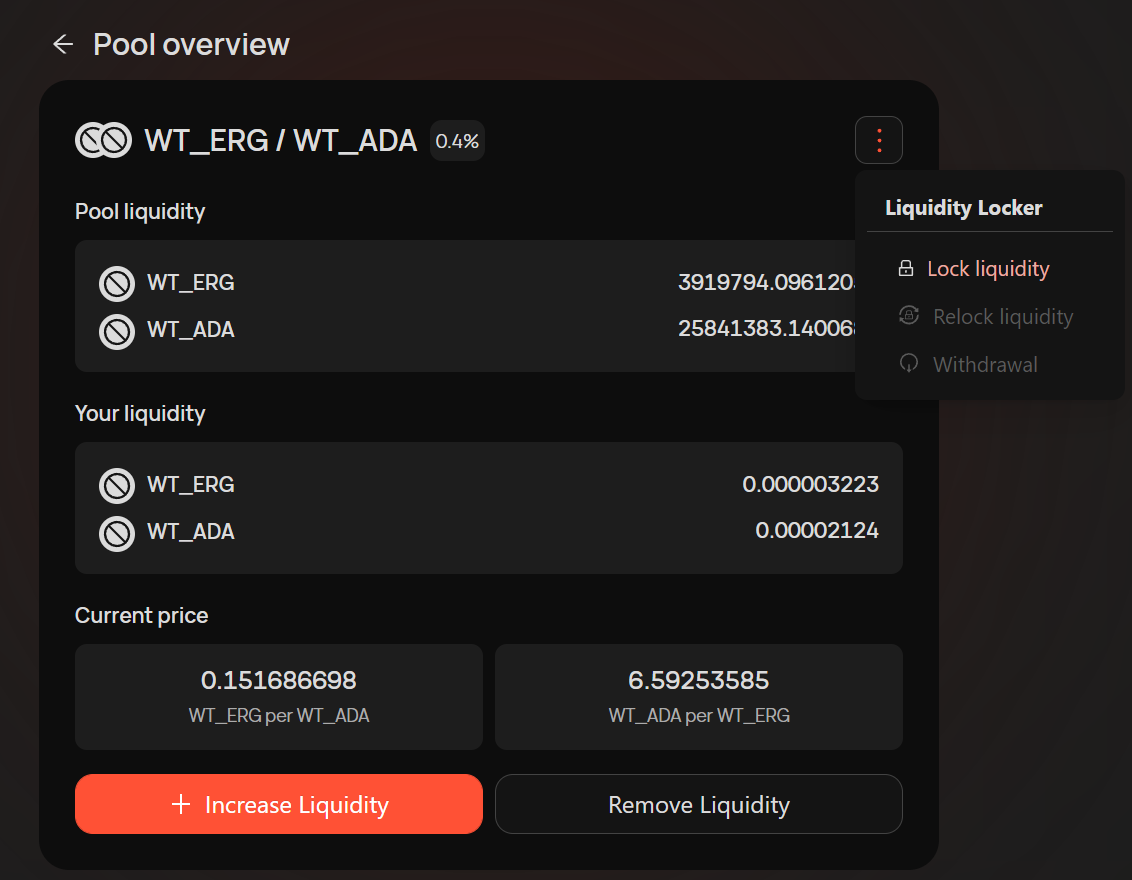 Pool overview
WT_ERG / WT_ADA 0.4%
Liquidity Locker
Lock liquidity
Relock liquidity
Withdrawal
Pool liquidity
WT_ERG 3919794.096120
WT_ADA 25841383.14006
Your liquidity
WT_ERG 0.000003223
WT_ADA 0.00002124
Current price
0.151686698 6.59253585
WT_ERG per WT_ADA WT_ADA per WT_ERG
Increase Liquidity Remove Liquidity